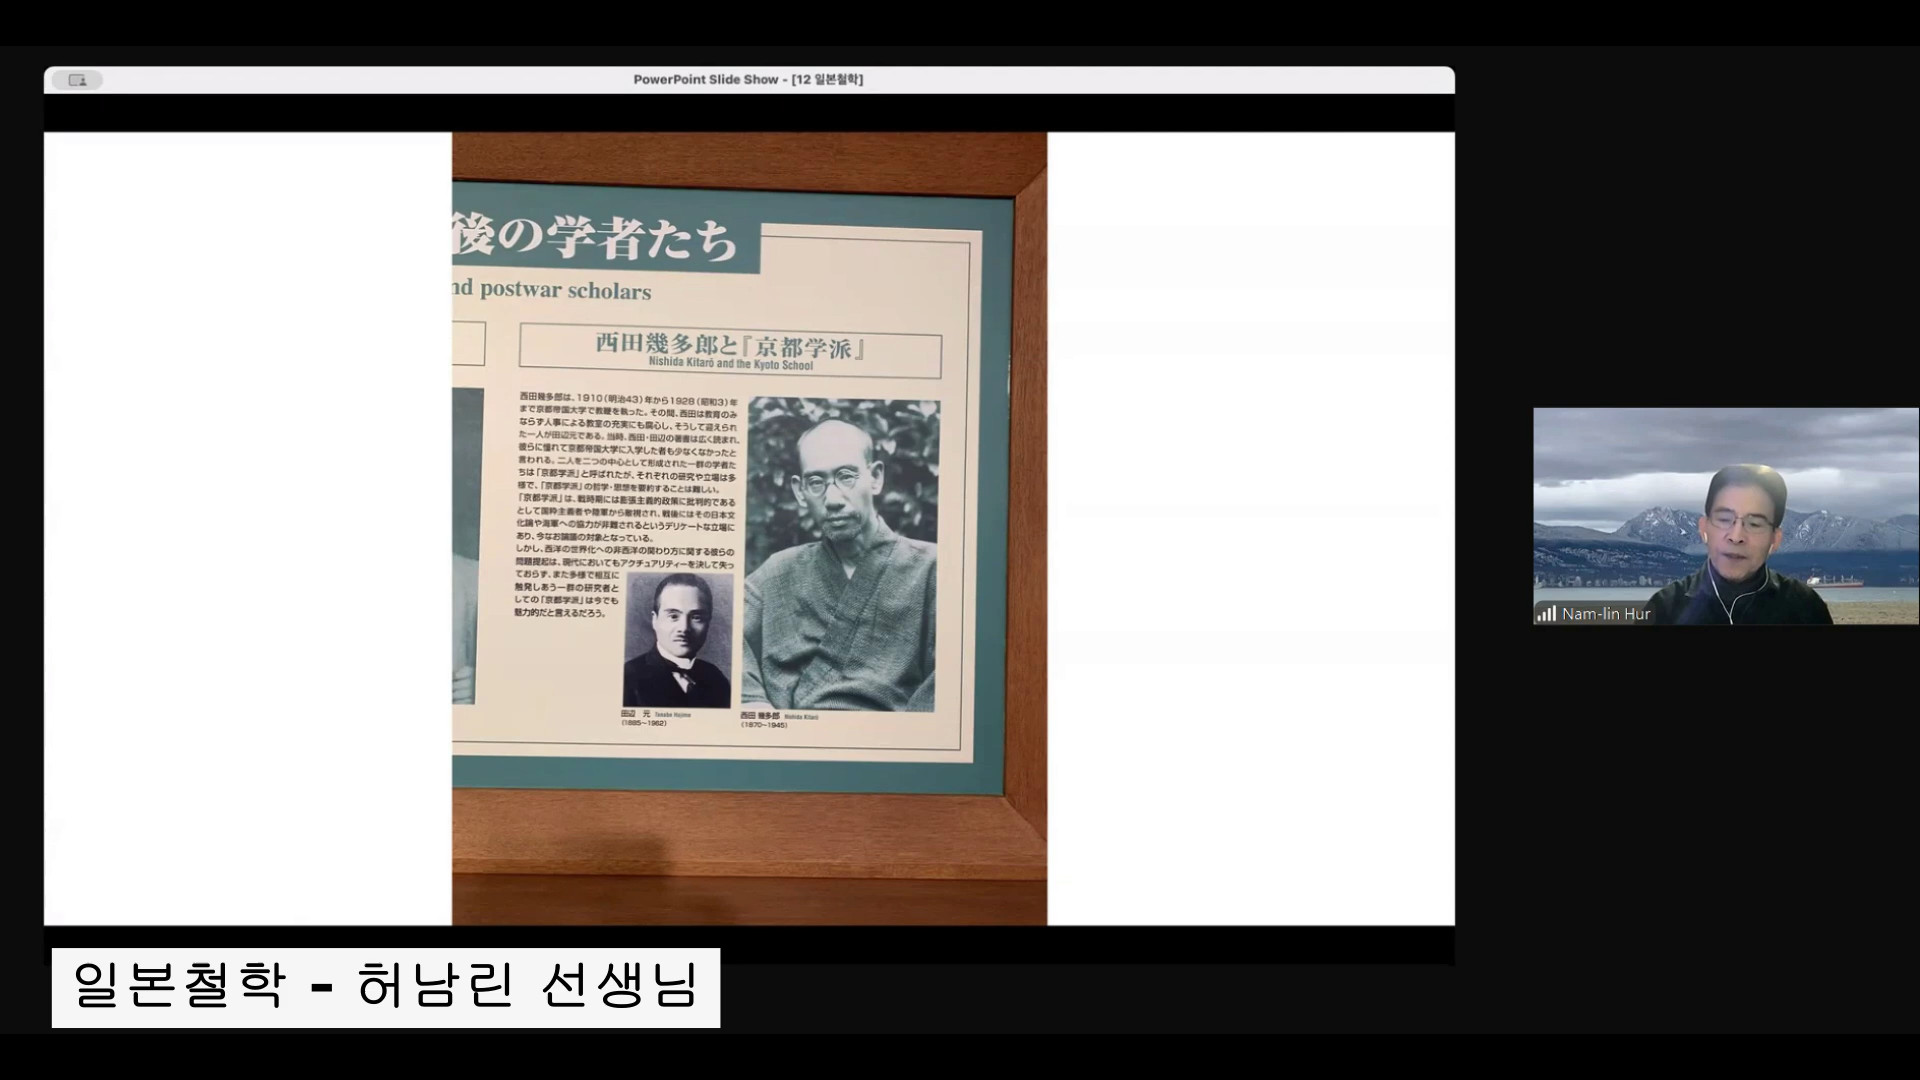 PowerPoint Slide Show - [12 일본철학]
後の学者たち
nd postwar scholars
西田幾多郎と『京都学派』
Nishida Kitarō and the Kyoto School
西田幾多郎は、1910(明治43)年から1928(昭和3)年
まで京都帝国大学で教鞭を執った。その間、西田は教育のみ
ならず人事による教室の充実にも腐心し、そうして迎えられ
た一人が田辺元である。当時、西田・田辺の著書は広く読まれ、
彼らに憧れて京都帝国大学に入学した者も少なくなかったと
言われる。二人を二つの中心として形成された一群の学者た
ちは「京都学派」と呼ばれたが、それぞれの研究や立場は多
様で、「京都学派」の哲学・思想を要約することは難しい。
「京都学派」は、戦時期には膨張主義的政策に批判的である
として国粋主義者や陸軍から敵視され、戦後にはその日本文
化論や海軍への協力が非難されるというデリケートな立場に
あり、今なお論議の対象となっている。
しかし、西洋の世界化への非西洋の関わり方に関する彼らの
問題提起は、現代においてもアクチュアリティーを決して失っ
ておらず、また多様で相互に
触発しあう一群の研究者と
しての「京都学派」は今でも
魅力的だと言えるだろう。
田辺 元 Tanabe Hajime
(1885~1962)
西田 幾多郎 Nishida Kitarō
(1870~1945)
Nam-lin Hur
일본철학 - 허남린 선생님